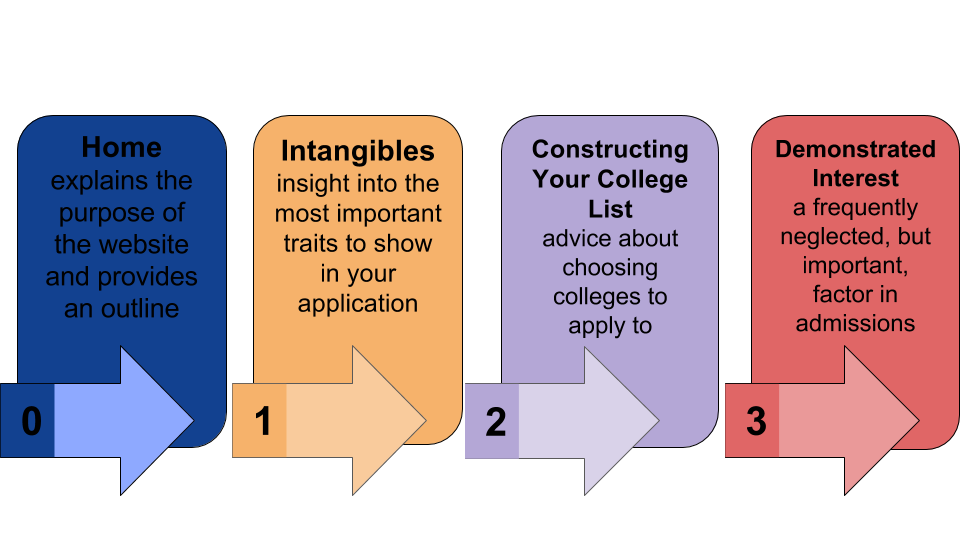 Home
explains the
purpose of
the website
and provides
an outline
0
Intangibles
insight into the
most important
traits to show
in your
application
1
Constructing
Your College
List
advice about
choosing
colleges to
apply to
2
Demonstrated
Interest
a frequently
neglected, but
important,
factor in
admissions
3